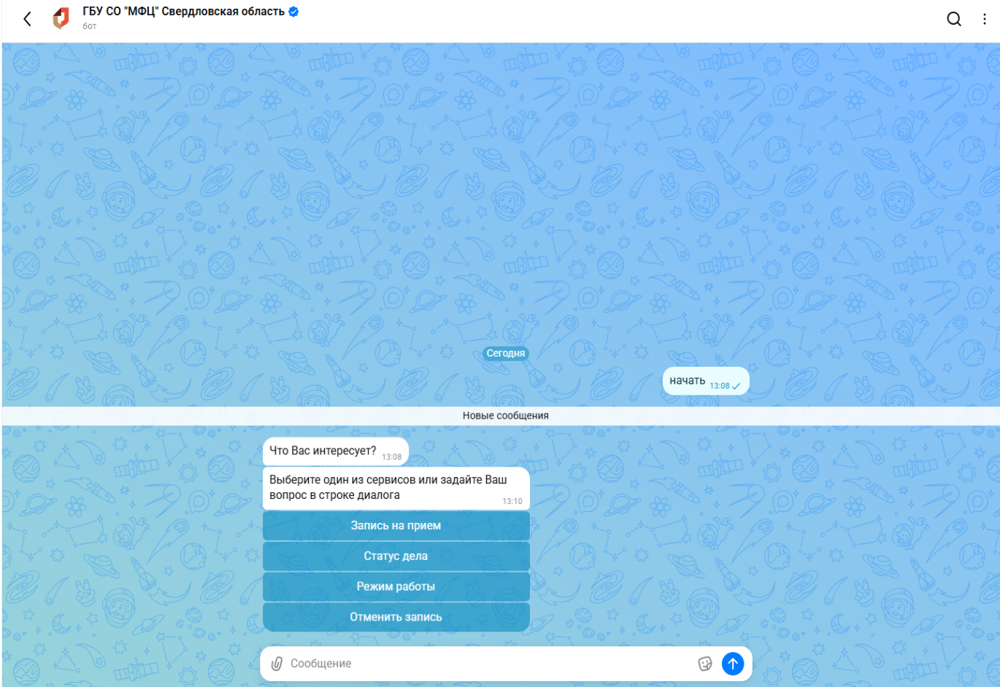 ГБУ СО "МФЦ" Свердловская область
бот
Сегодня
начать 13:08
Новые сообщения
Что Вас интересует? 13:08
Выберите один из сервисов или задайте Ваш
вопрос в строке диалога 13:10
Запись на прием
Статус дела
Режим работы
Отменить запись
Сообщение